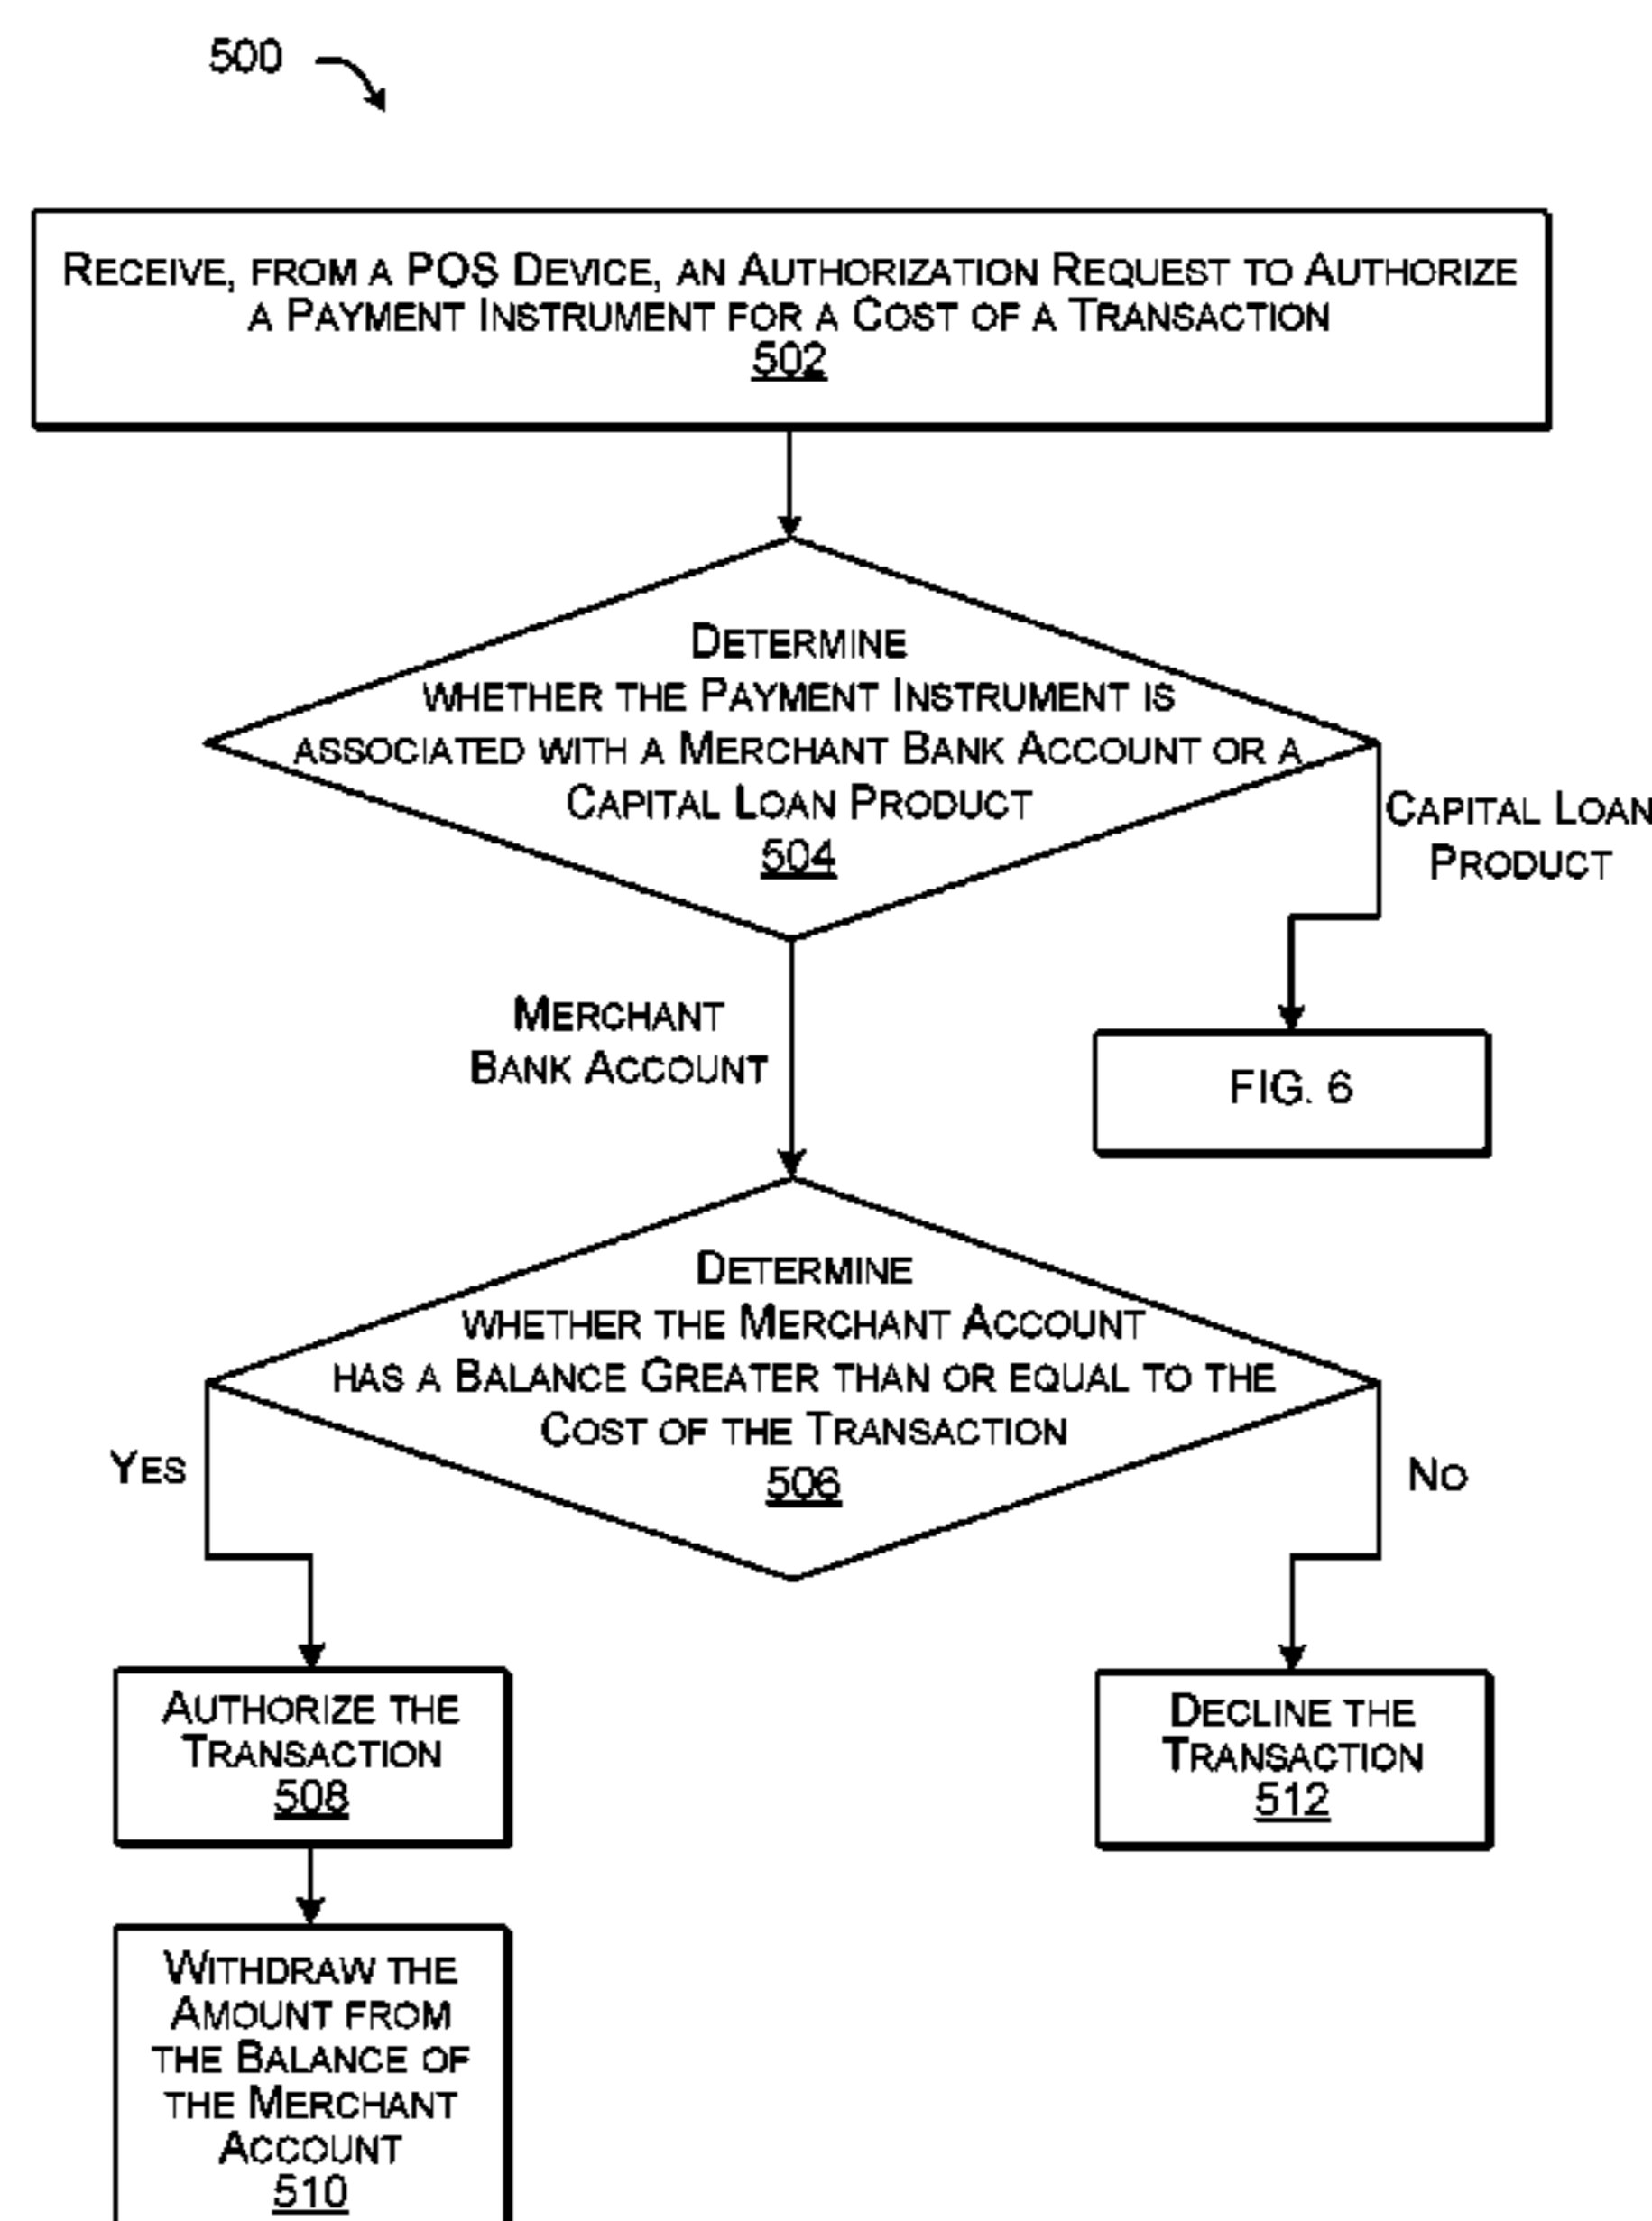 500
RECEIVE, FROM A POS DEVICE, AN AUTHORIZATION REQUEST TO AUTHORIZE
A PAYMENT INSTRUMENT FOR A COST OF A TRANSACTION
502
DETERMINE
WHETHER THE PAYMENT INSTRUMENT IS
ASSOCIATED WITH A MERCHANT BANK ACCOUNT OR A
CAPITAL LOAN PRODUCT
504
CAPITAL LOAN
PRODUCT
MERCHANT
BANK ACCOUNT
FIG. 6
DETERMINE
WHETHER THE MERCHANT ACCOUNT
HAS A BALANCE GREATER THAN OR EQUAL TO THE
COST OF THE TRANSACTION
506
YES
NO
AUTHORIZE THE
TRANSACTION
508
DECLINE THE
TRANSACTION
512
WITHDRAW THE
AMOUNT FROM
THE BALANCE OF
THE MERCHANT
ACCOUNT
510